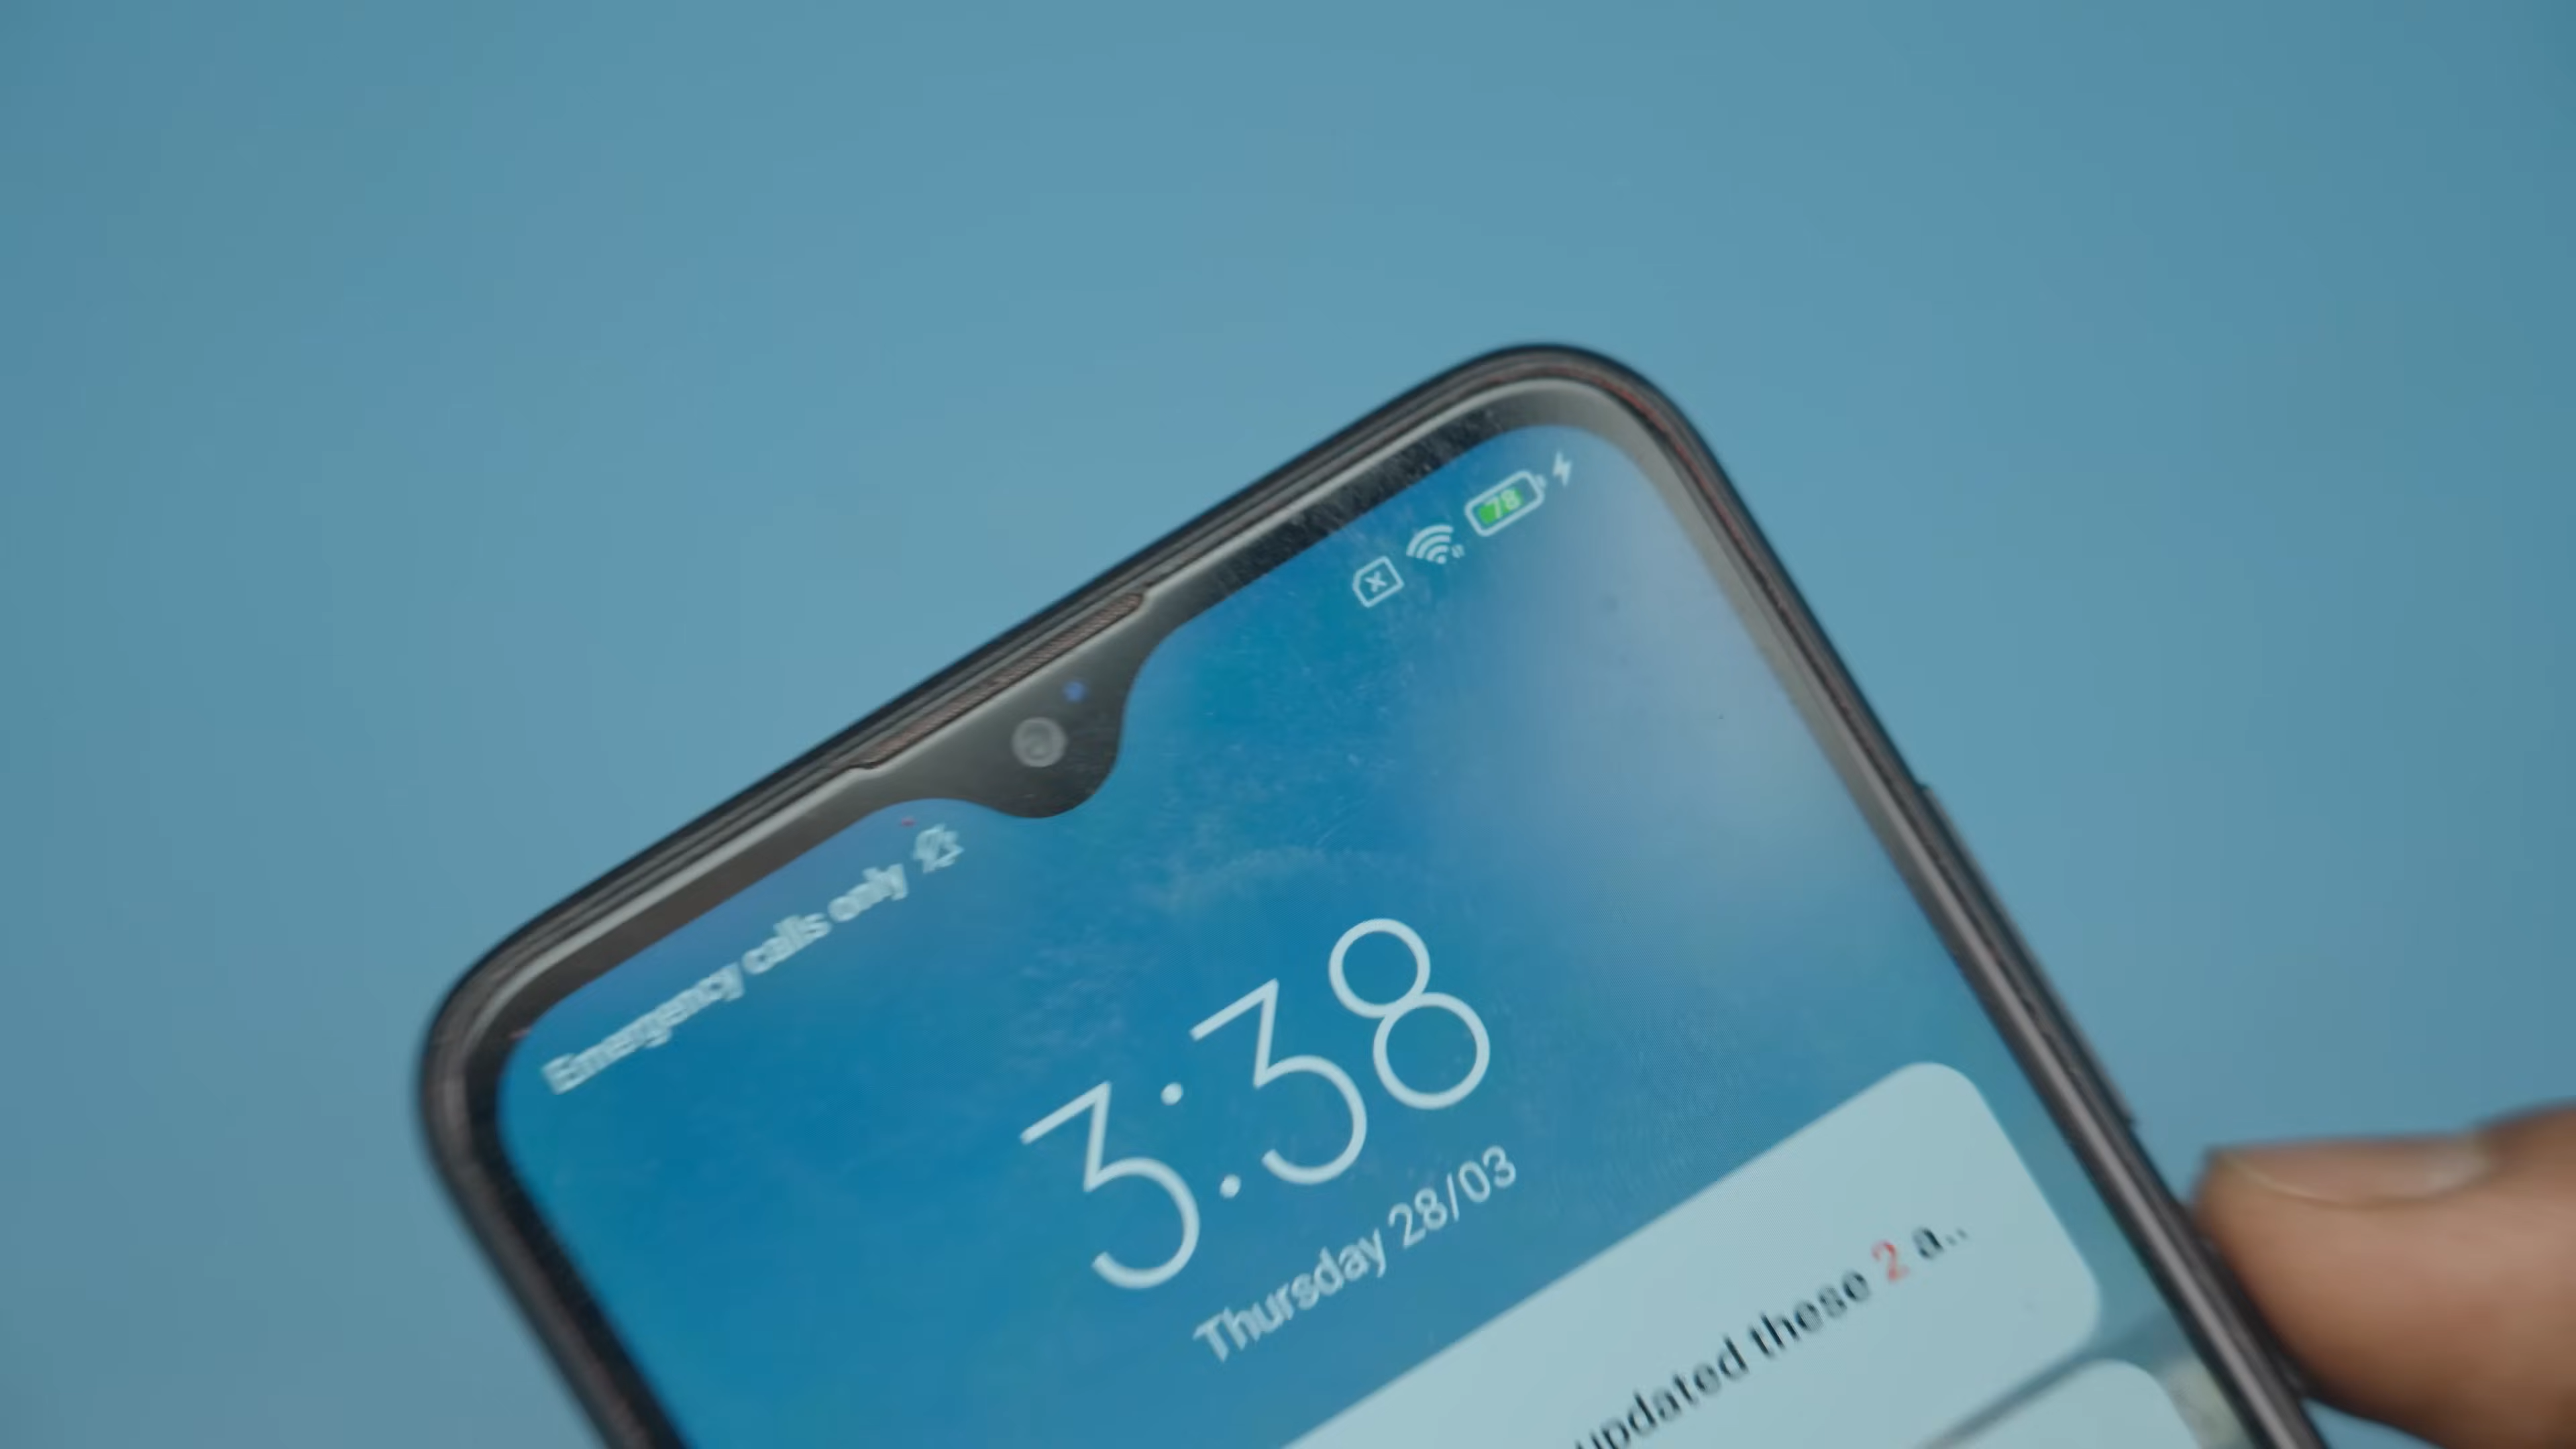 Emergency calls only
78
3:38
Thursday 28/03
updated these 2 a..